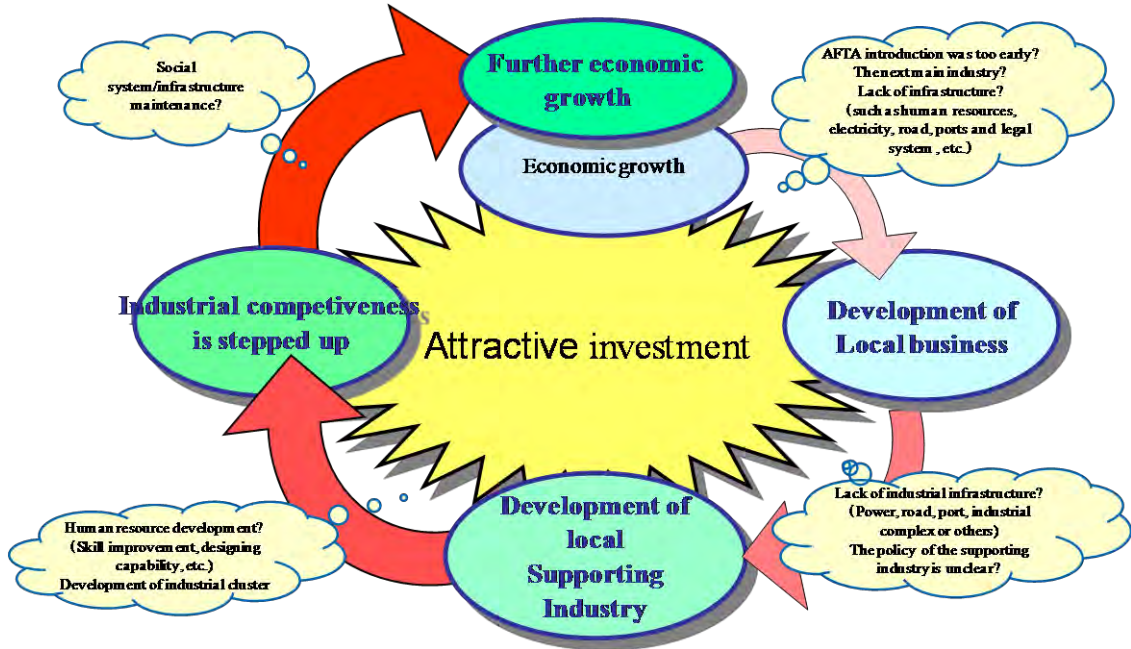 Social
system/infrastructure
maintenance?
Further economic
growth
Economic growth
AFTA introduction was too early?
The next main industry?
Lack of infrastructure?
(such as human resources,
electricity, road, ports and legal
system , etc.)
Industrial competiveness
is stepped up
Attractive investment
Development of
Local business
Human resource development?
(Skill improvement, designing
capability, etc.)
Development of industrial cluster
Development of
local
Supporting
Industry
Lack of industrial infrastructure?
(Power, road, port, industrial
complex or others)
The policy of the supporting
industry is unclear?